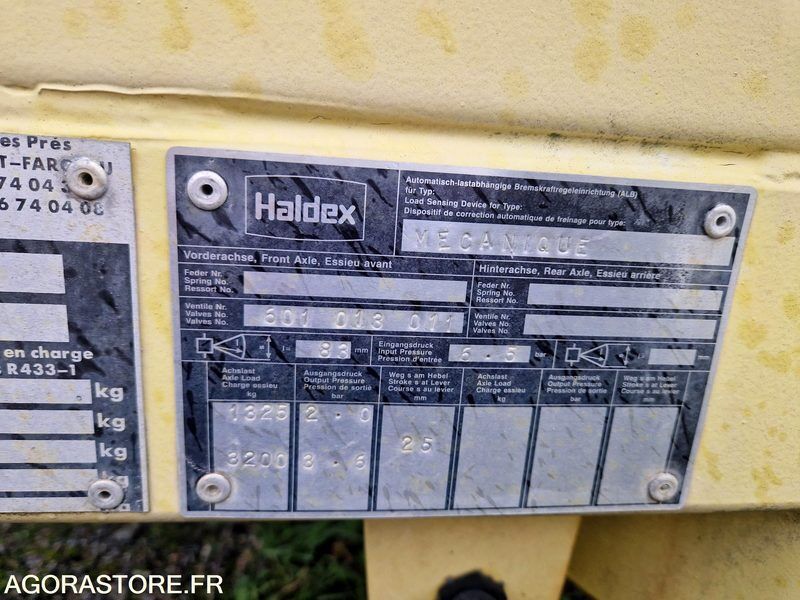 es Prés
T-FARG
74 04 3
6 74 04 08
en charge
R433-1
kg
kg
kg
kg
Haldex
Automatisch-lastabhängige Bremskraftregeleinrichtung (ALB)
für Typ:
Load Sensing Device for Type:
Dispositif de correction automatique de freinage pour type:
MECANIQUE
Vorderachse, Front Axle, Essieu avant
Hinterachse, Rear Axle, Essieu arrière
Feder Nr.
Spring No.
Ressort No.
Feder Nr.
Spring No.
Ressort No.
Ventile Nr.
Valves No.
Valves No.
601 013 011
Ventile Nr.
Valves No.
Valves No.
l = 83 mm
Eingangsdruck
Input Pressure
Pression d'entrée
6.5 bar
l = mm
Achslast
Axle Load
Charge essieu
kg
Ausgangsdruck
Output Pressure
Pression de sortie
bar
Weg s am Hebel
Stroke s at Lever
Course s au levier
mm
Achslast
Axle Load
Charge essieu
kg
Ausgangsdruck
Output Pressure
Pression de sortie
bar
Weg s am Hebel
Stroke s at Lever
Course s au levier
mm
1325 2.0
25
3200 3.6
AGORASTORE.FR